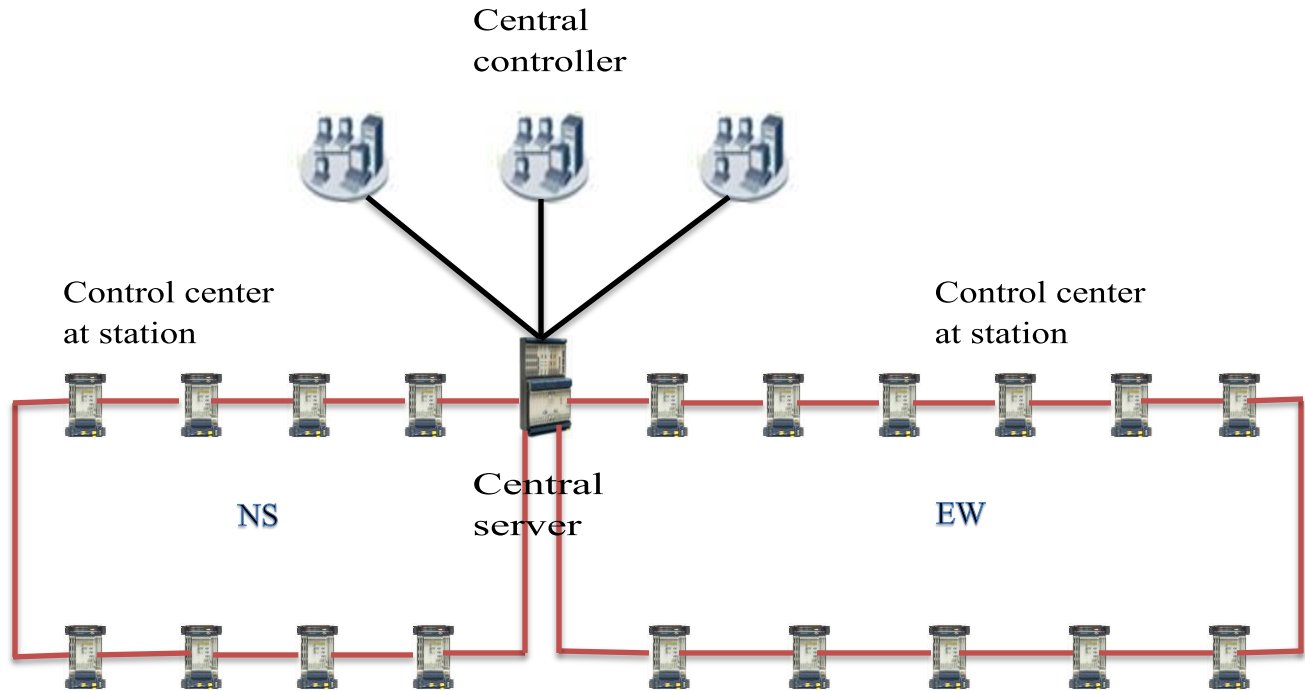 Central
controller
Control center
at station
Control center
at station
Central
server
NS
EW